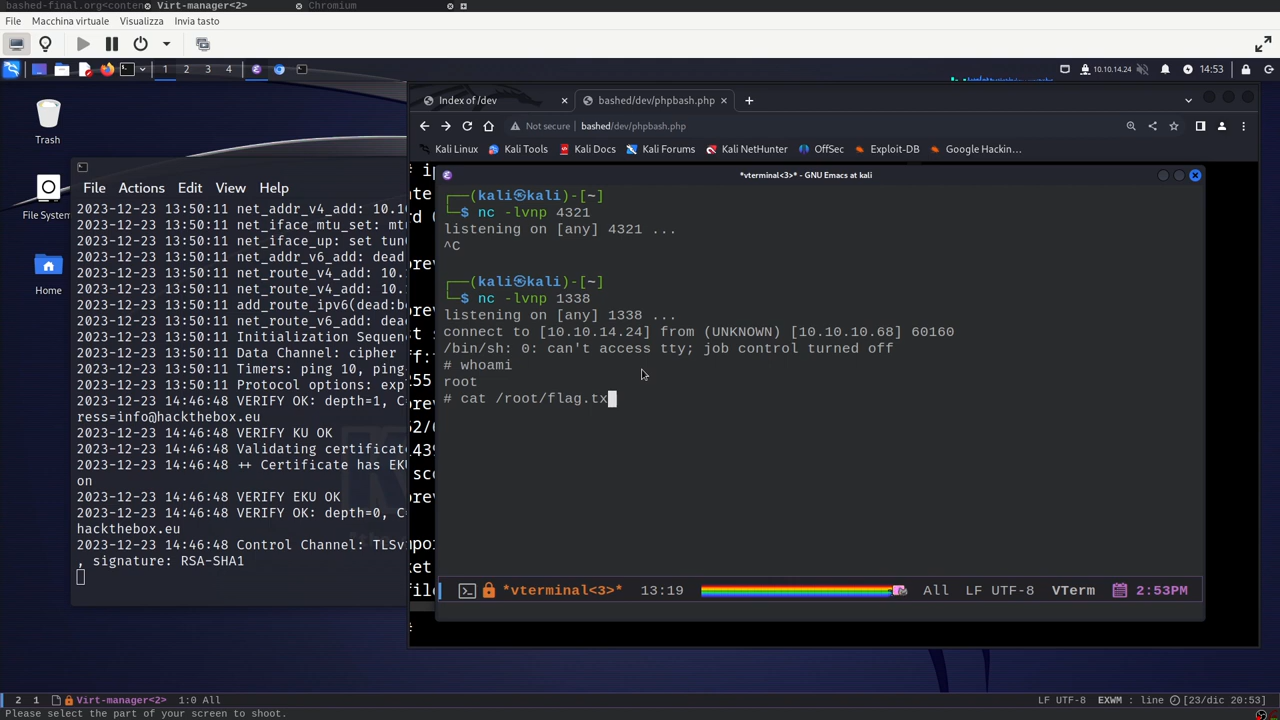 bashed-final.org<conten
Virt-manager<2>
Chromium
File Macchina virtuale Visualizza Invia tasto
1 2 3 4
10.10.14.24
14:53
Trash
File System
Home
File Actions Edit View Help
2023-12-23 13:50:11 net_addr_v4_add: 10.1
2023-12-23 13:50:11 net_iface_mtu_set: mt
2023-12-23 13:50:11 net_iface_up: set tun
2023-12-23 13:50:11 net_addr_v6_add: dead
2023-12-23 13:50:11 net_route_v4_add: 10.
2023-12-23 13:50:11 net_route_v4_add: 10.
2023-12-23 13:50:11 add_route_ipv6(dead:b
2023-12-23 13:50:11 net_route_v6_add: dea
2023-12-23 13:50:11 Initialization Sequen
2023-12-23 13:50:11 Data Channel: cipher
2023-12-23 13:50:11 Timers: ping 10, ping
2023-12-23 13:50:11 Protocol options: exp
2023-12-23 14:46:48 VERIFY OK: depth=1, C
ress=info@hackthebox.eu
2023-12-23 14:46:48 VERIFY KU OK
2023-12-23 14:46:48 Validating certificat
2023-12-23 14:46:48 ++ Certificate has EK
on
2023-12-23 14:46:48 VERIFY EKU OK
2023-12-23 14:46:48 VERIFY OK: depth=0, C
hackthebox.eu
2023-12-23 14:46:48 Control Channel: TLSv
, signature: RSA-SHA1
Index of /dev
bashed/dev/phpbash.php
Not secure bashed/dev/phpbash.php
Kali Linux Kali Tools Kali Docs Kali Forums Kali NetHunter OffSec Exploit-DB Google Hackin…
*vterminal<3>* - GNU Emacs at kali
┌──(kali㉿kali)-[~]
└─$ nc -lvnp 4321
listening on [any] 4321 ...
^C
┌──(kali㉿kali)-[~]
└─$ nc -lvnp 1338
listening on [any] 1338 ...
connect to [10.10.14.24] from (UNKNOWN) [10.10.10.68] 60160
/bin/sh: 0: can't access tty; job control turned off
# whoami
root
# cat /root/flag.tx
*vterminal<3>* 13:19 All LF UTF-8 VTerm 2:53PM
2 1 Virt-manager<2> 1:0 All LF UTF-8 EXWM : line [23/dic 20:53]
Please select the part of your screen to shoot.